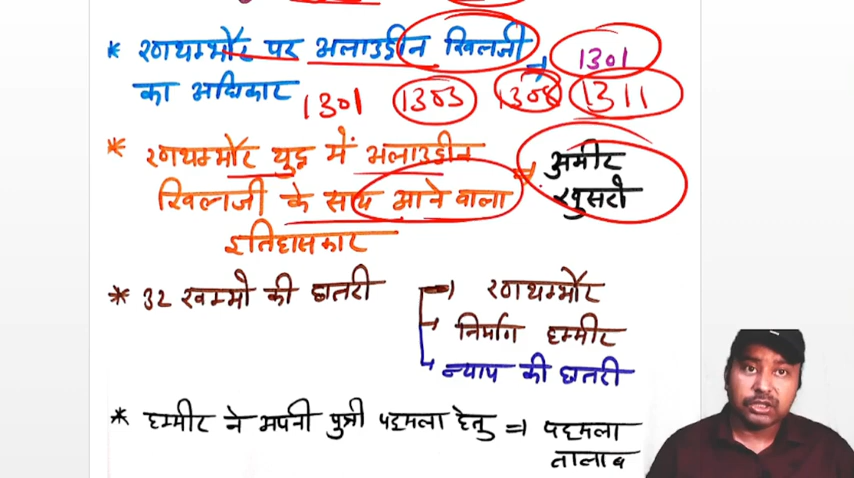 * रणथम्भौर पर अलाउद्दीन खिलजी ⇒ 1301
का अधिकार 1301 1303 1308 1311
* रणथम्भौर युद्ध में अलाउद्दीन ⇒ अमीर
खिलजी के साथ आने वाला खुसरो
इतिहासकार
* 32 खम्भो की छतरी → रणथम्भौर
→ निर्माण हम्मीर
→ न्याय की छतरी
* हम्मीर ने अपनी पुत्री पद्मला हेतु ⇒ पद्मला
तालाब